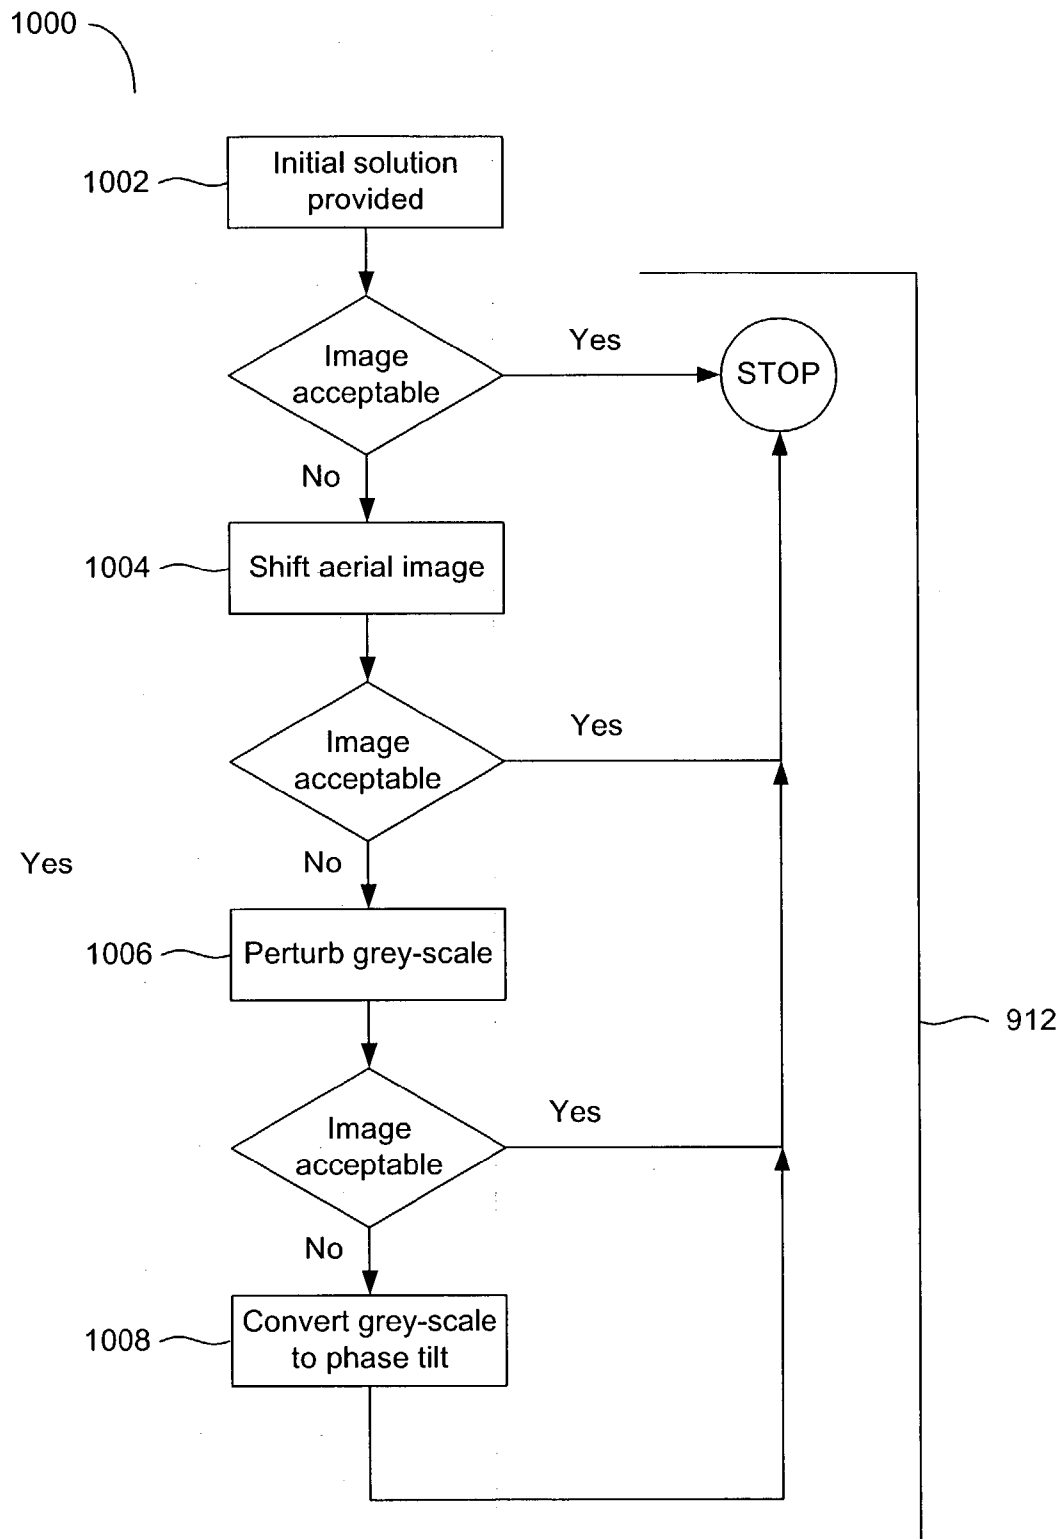 1000
Initial solution
provided
1002
Image
acceptable
Yes
STOP
No
1004
Shift aerial image
Image
acceptable
Yes
Yes
No
1006
Perturb grey-scale
912
Image
acceptable
Yes
No
1008
Convert grey-scale
to phase tilt